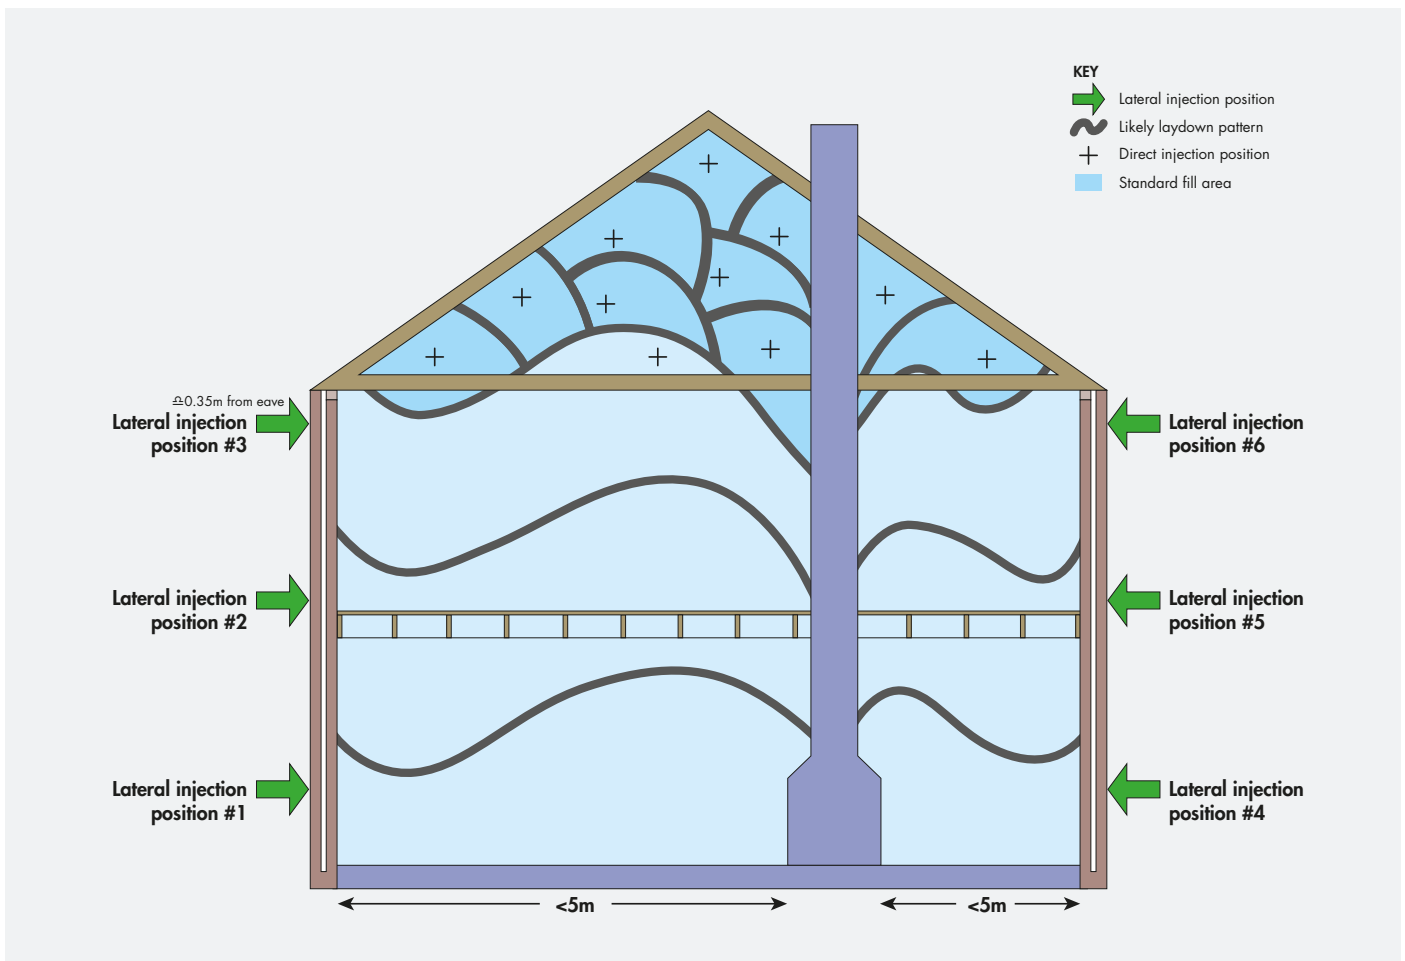 KEY
Lateral injection position
Likely laydown pattern
Direct injection position
Standard fill area
≏0.35m from eave
Lateral injection
position #3
Lateral injection
position #6
Lateral injection
position #2
Lateral injection
position #5
Lateral injection
position #1
Lateral injection
position #4
<5m
<5m